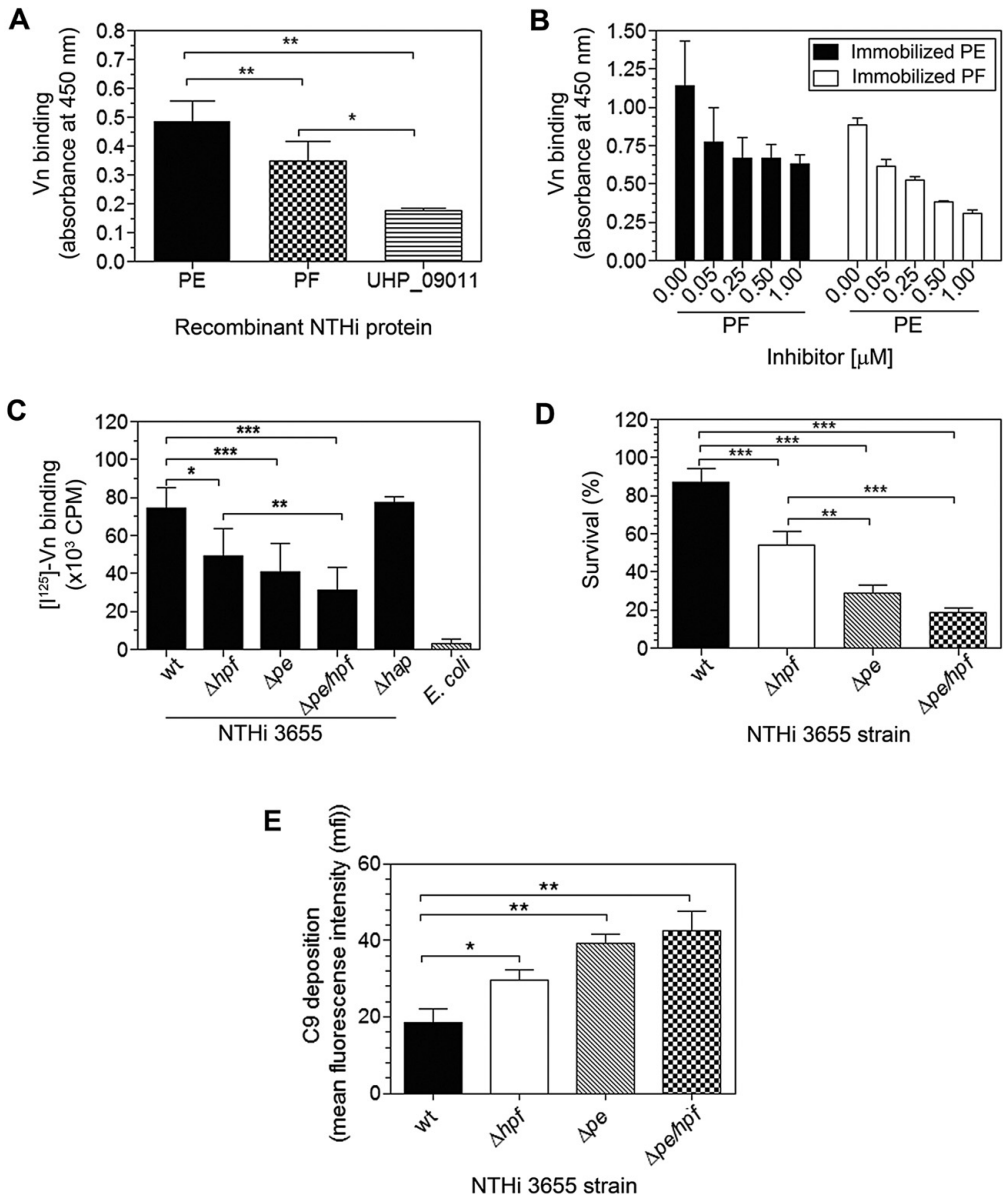 A
Vn binding
(absorbance at 450 nm)
0.8
0.7
0.6
0.5
0.4
0.3
0.2
0.1
0.0
**
**
*
PE PF UHP_09011
Recombinant NTHi protein
B
Vn binding
(absorbance at 450 nm)
1.50
1.25
1.00
0.75
0.50
0.25
0.00
Immobilized PE
Immobilized PF
0.00 0.05 0.25 0.50 1.00 0.00 0.05 0.25 0.50 1.00
PF PE
Inhibitor [μM]
C
[I¹²⁵]-Vn binding
(x10³ CPM)
120
100
80
60
40
20
0
***
***
*
**
wt Δhpf Δpe Δpe/hpf Δhap E. coli
NTHi 3655
D
Survival (%)
120
100
80
60
40
20
0
***
***
***
***
**
wt Δhpf Δpe Δpe/hpf
NTHi 3655 strain
E
C9 deposition
(mean fluorescense intensity (mfi))
60
40
20
0
**
**
*
wt Δhpf Δpe Δpe/hpf
NTHi 3655 strain